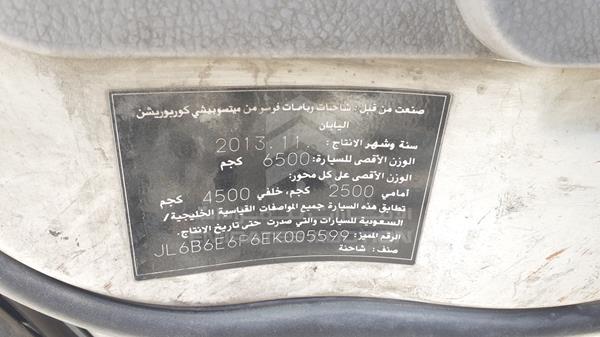 صنعت من قبل: شاحنات وباصات فوسو من ميتسوبيشي كوربوريشن
اليابان
سنة وشهر الانتاج: 2013.11
الوزن الأقصى للسيارة: 6500 كجم
الوزن الأقصى على كل محور:
أمامي 2500 كجم, خلفي 4500 كجم
تطابق هذه السيارة جميع المواصفات القياسية الخليجية/
السعودية للسيارات والتي صدرت حتى تاريخ الانتاج.
الرقم المميز: JL6B6E6P6EK005599
صنف: شاحنة